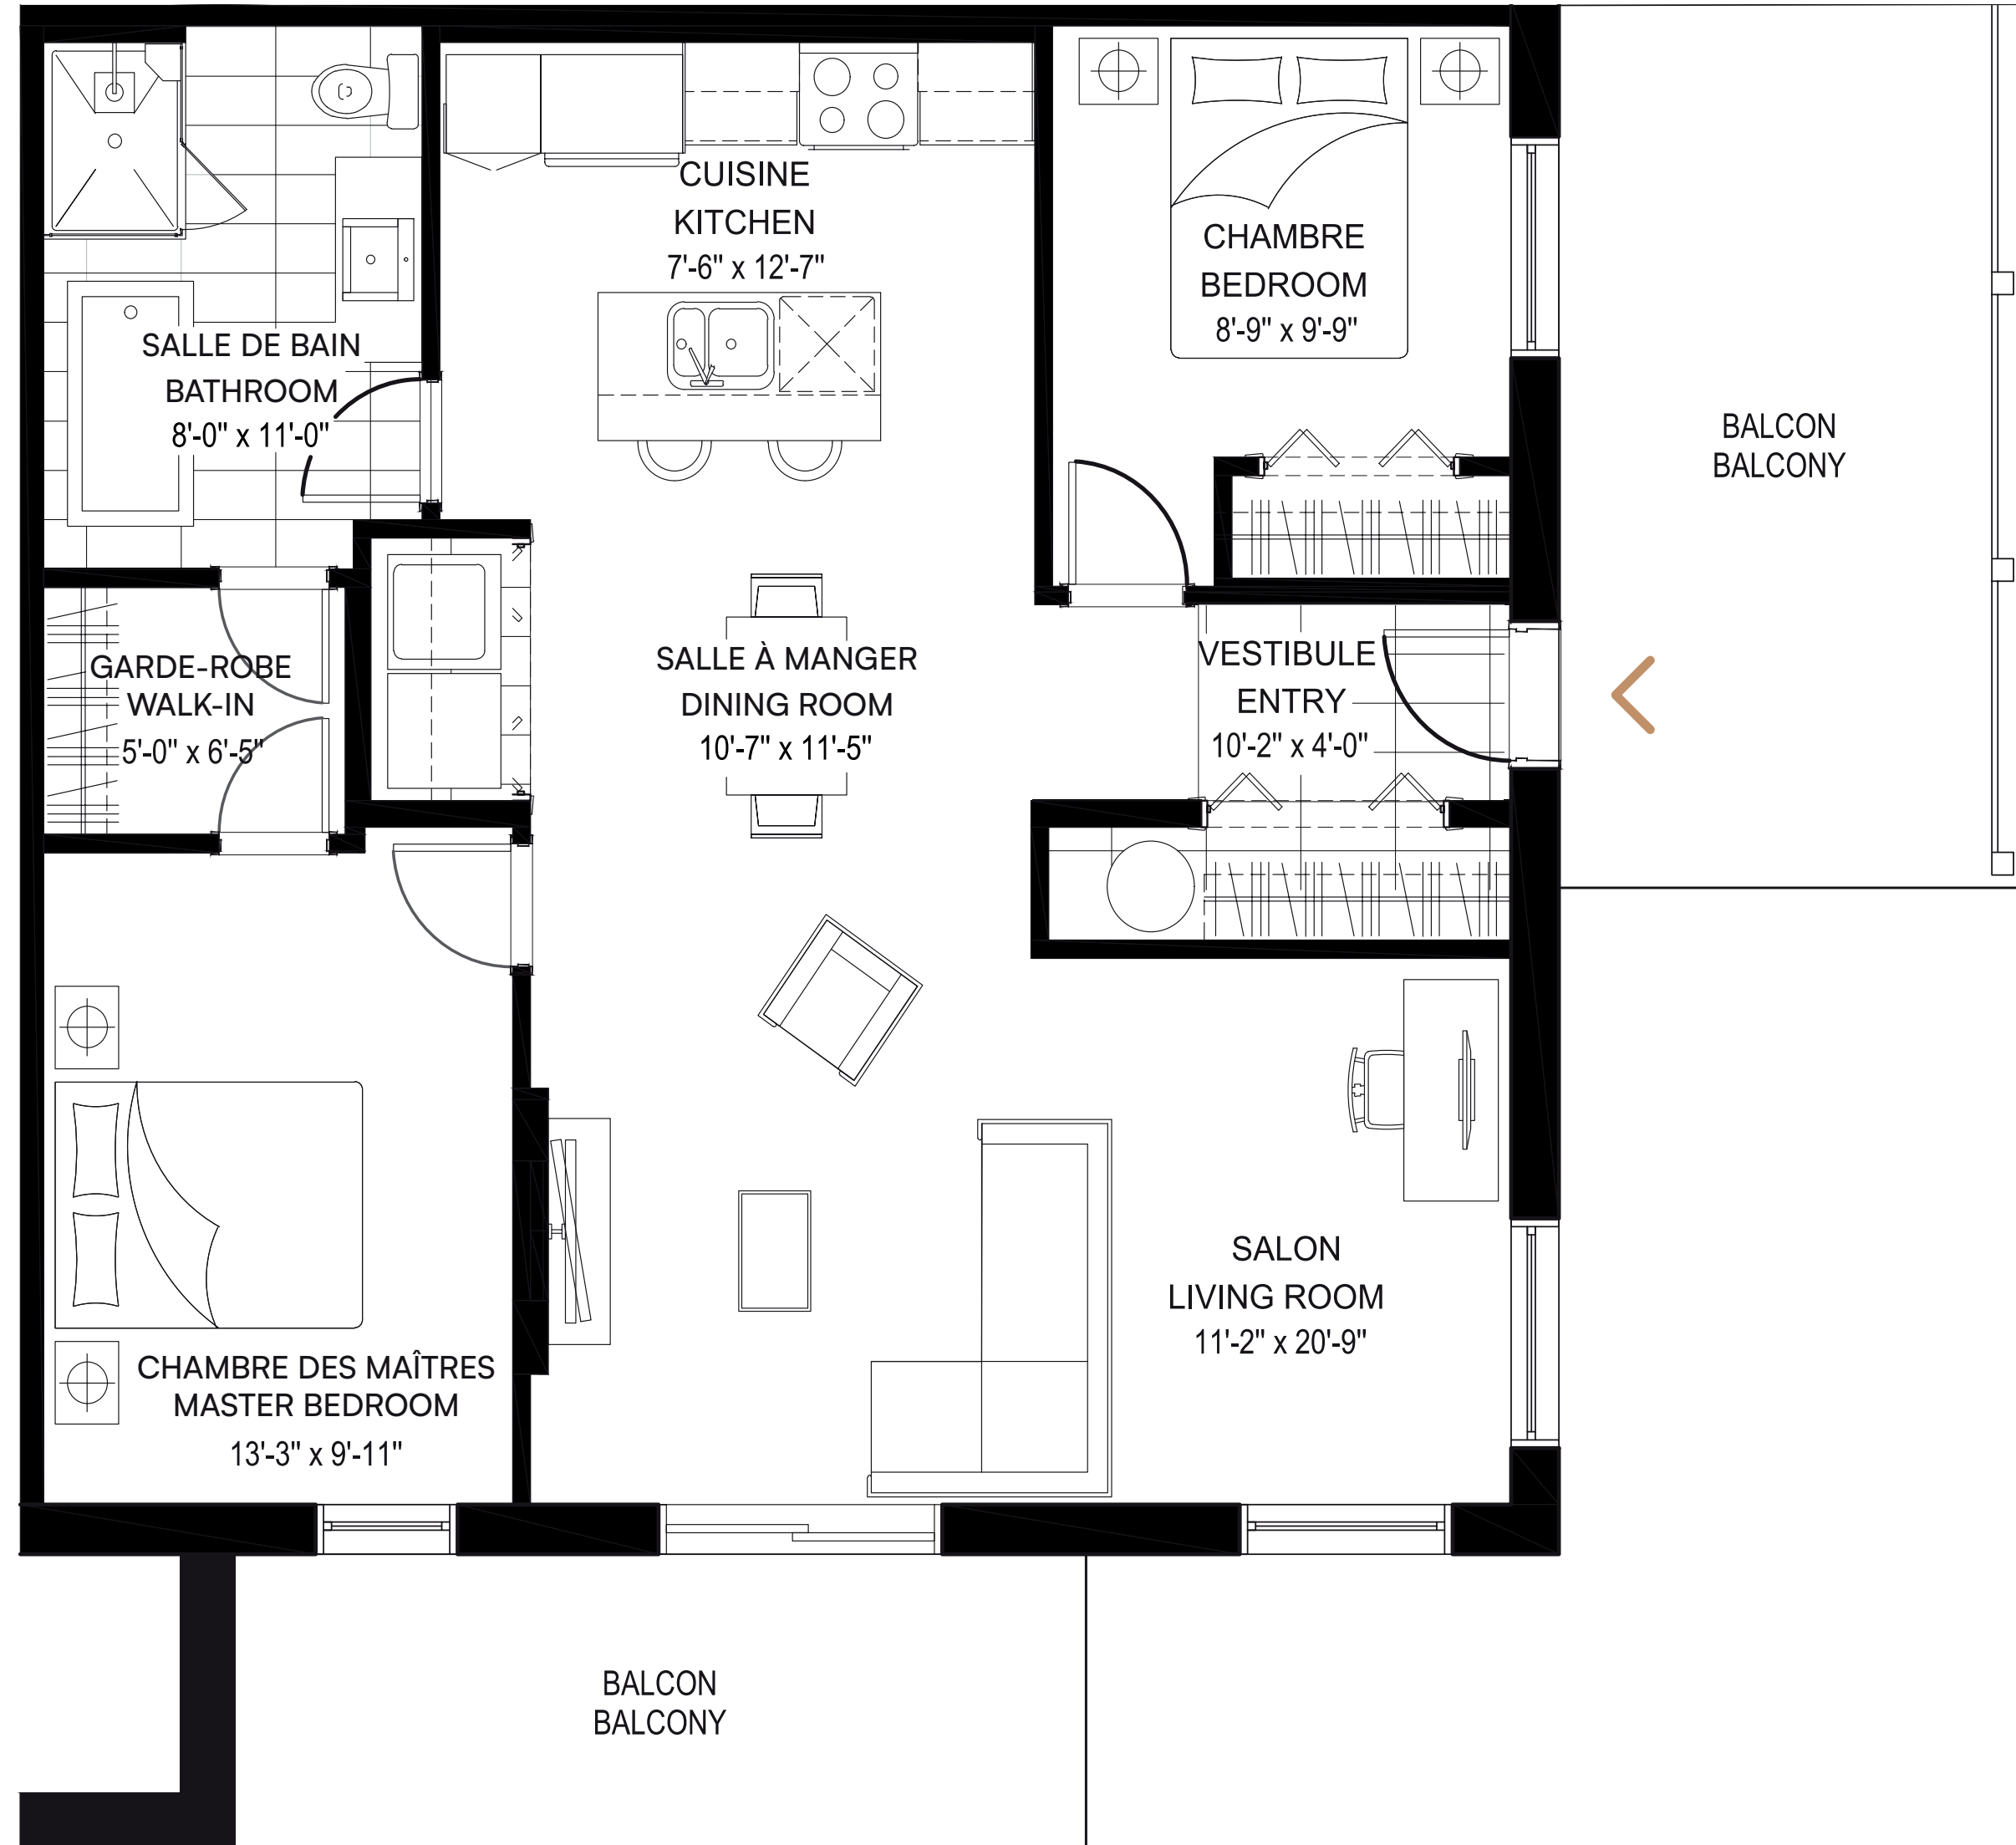 CUISINE
KITCHEN
7'-6" x 12'-7"
CHAMBRE
BEDROOM
8'-9" x 9'-9"
SALLE DE BAIN
BATHROOM
8'-0" x 11'-0"
BALCON
BALCONY
GARDE-ROBE
WALK-IN
5'-0" x 6'-5"
SALLE À MANGER
DINING ROOM
10'-7" x 11'-5"
VESTIBULE
ENTRY
10'-2" x 4'-0"
SALON
LIVING ROOM
11'-2" x 20'-9"
CHAMBRE DES MAÎTRES
MASTER BEDROOM
13'-3" x 9'-11"
BALCON
BALCONY